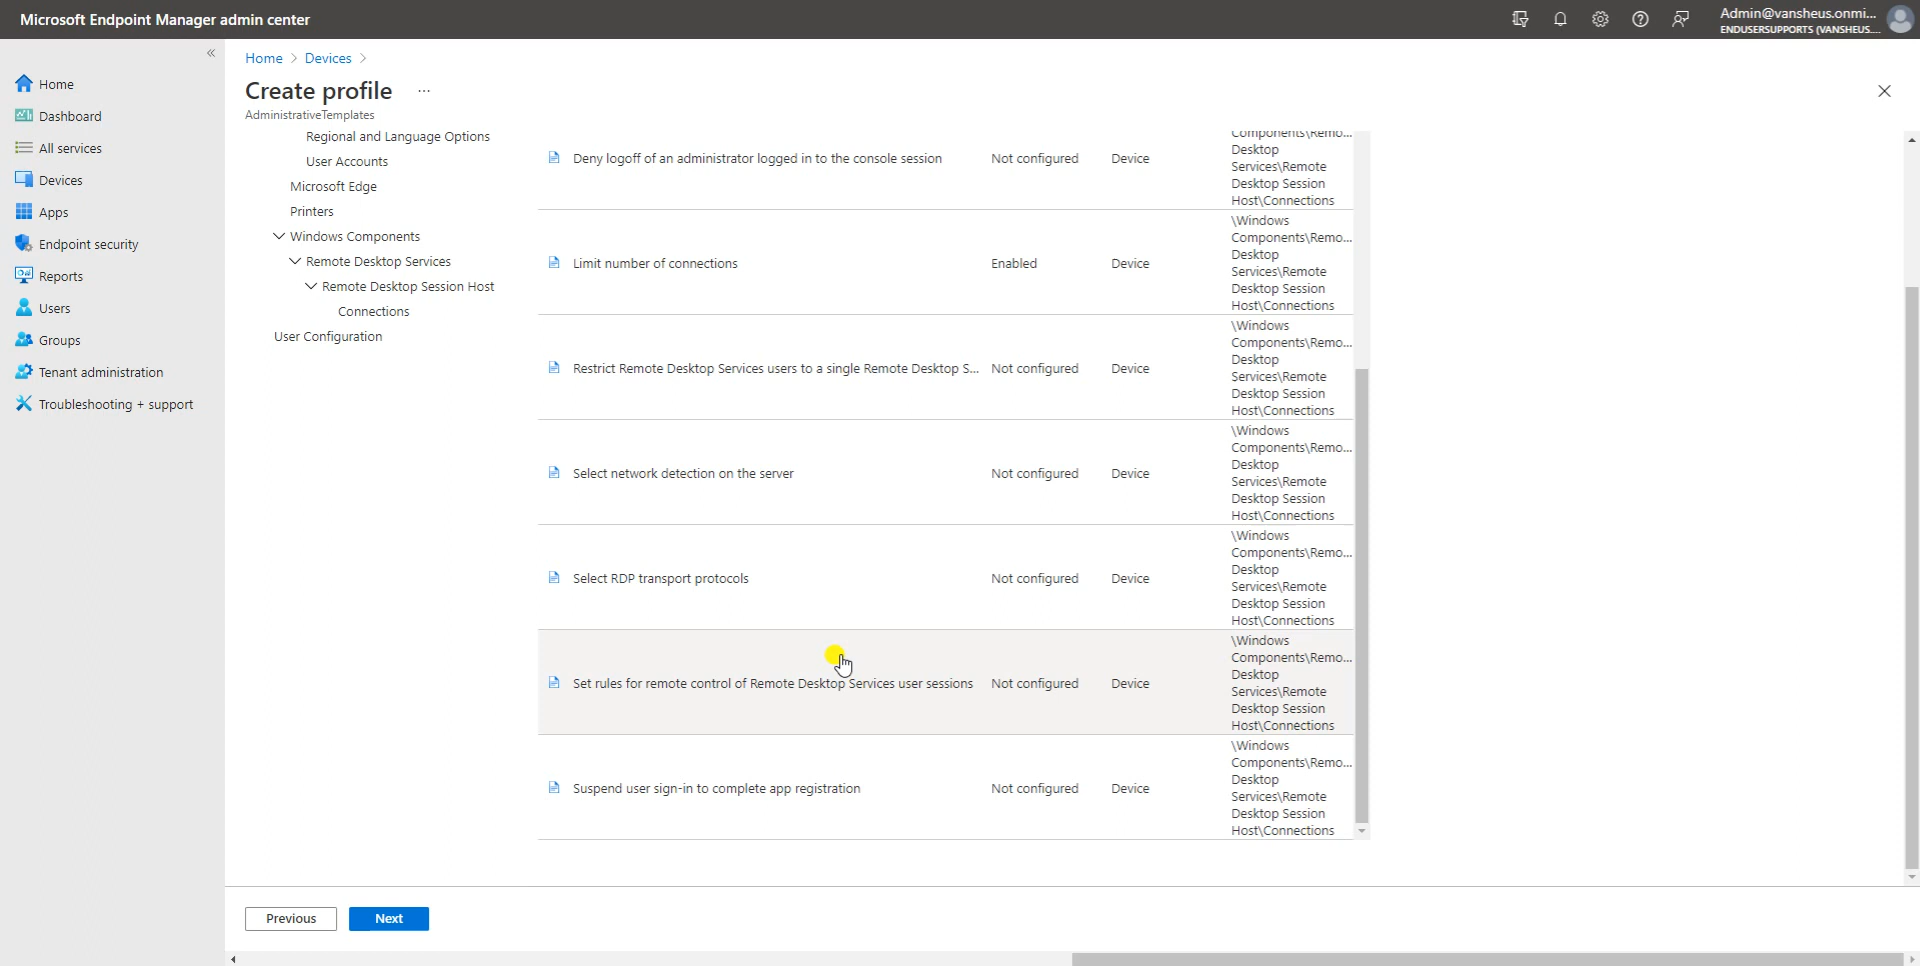 Microsoft Endpoint Manager admin center
Admin@vansheus.onmi...
ENDUSERSUPPORTS (VANSHEUS....
Home
Dashboard
All services
Devices
Apps
Endpoint security
Reports
Users
Groups
Tenant administration
Troubleshooting + support
Home > Devices >
Create profile ...
AdministrativeTemplates
Regional and Language Options
User Accounts
Microsoft Edge
Printers
Windows Components
Remote Desktop Services
Remote Desktop Session Host
Connections
User Configuration
Deny logoff of an administrator logged in to the console session Not configured Device
Components\Remo...
Desktop
Services\Remote
Desktop Session
Host\Connections
Limit number of connections Enabled Device
\Windows
Components\Remo...
Desktop
Services\Remote
Desktop Session
Host\Connections
Restrict Remote Desktop Services users to a single Remote Desktop S... Not configured Device
\Windows
Components\Remo...
Desktop
Services\Remote
Desktop Session
Host\Connections
Select network detection on the server Not configured Device
\Windows
Components\Remo...
Desktop
Services\Remote
Desktop Session
Host\Connections
Select RDP transport protocols Not configured Device
\Windows
Components\Remo...
Desktop
Services\Remote
Desktop Session
Host\Connections
Set rules for remote control of Remote Desktop Services user sessions Not configured Device
\Windows
Components\Remo...
Desktop
Services\Remote
Desktop Session
Host\Connections
Suspend user sign-in to complete app registration Not configured Device
\Windows
Components\Remo...
Desktop
Services\Remote
Desktop Session
Host\Connections
Previous
Next